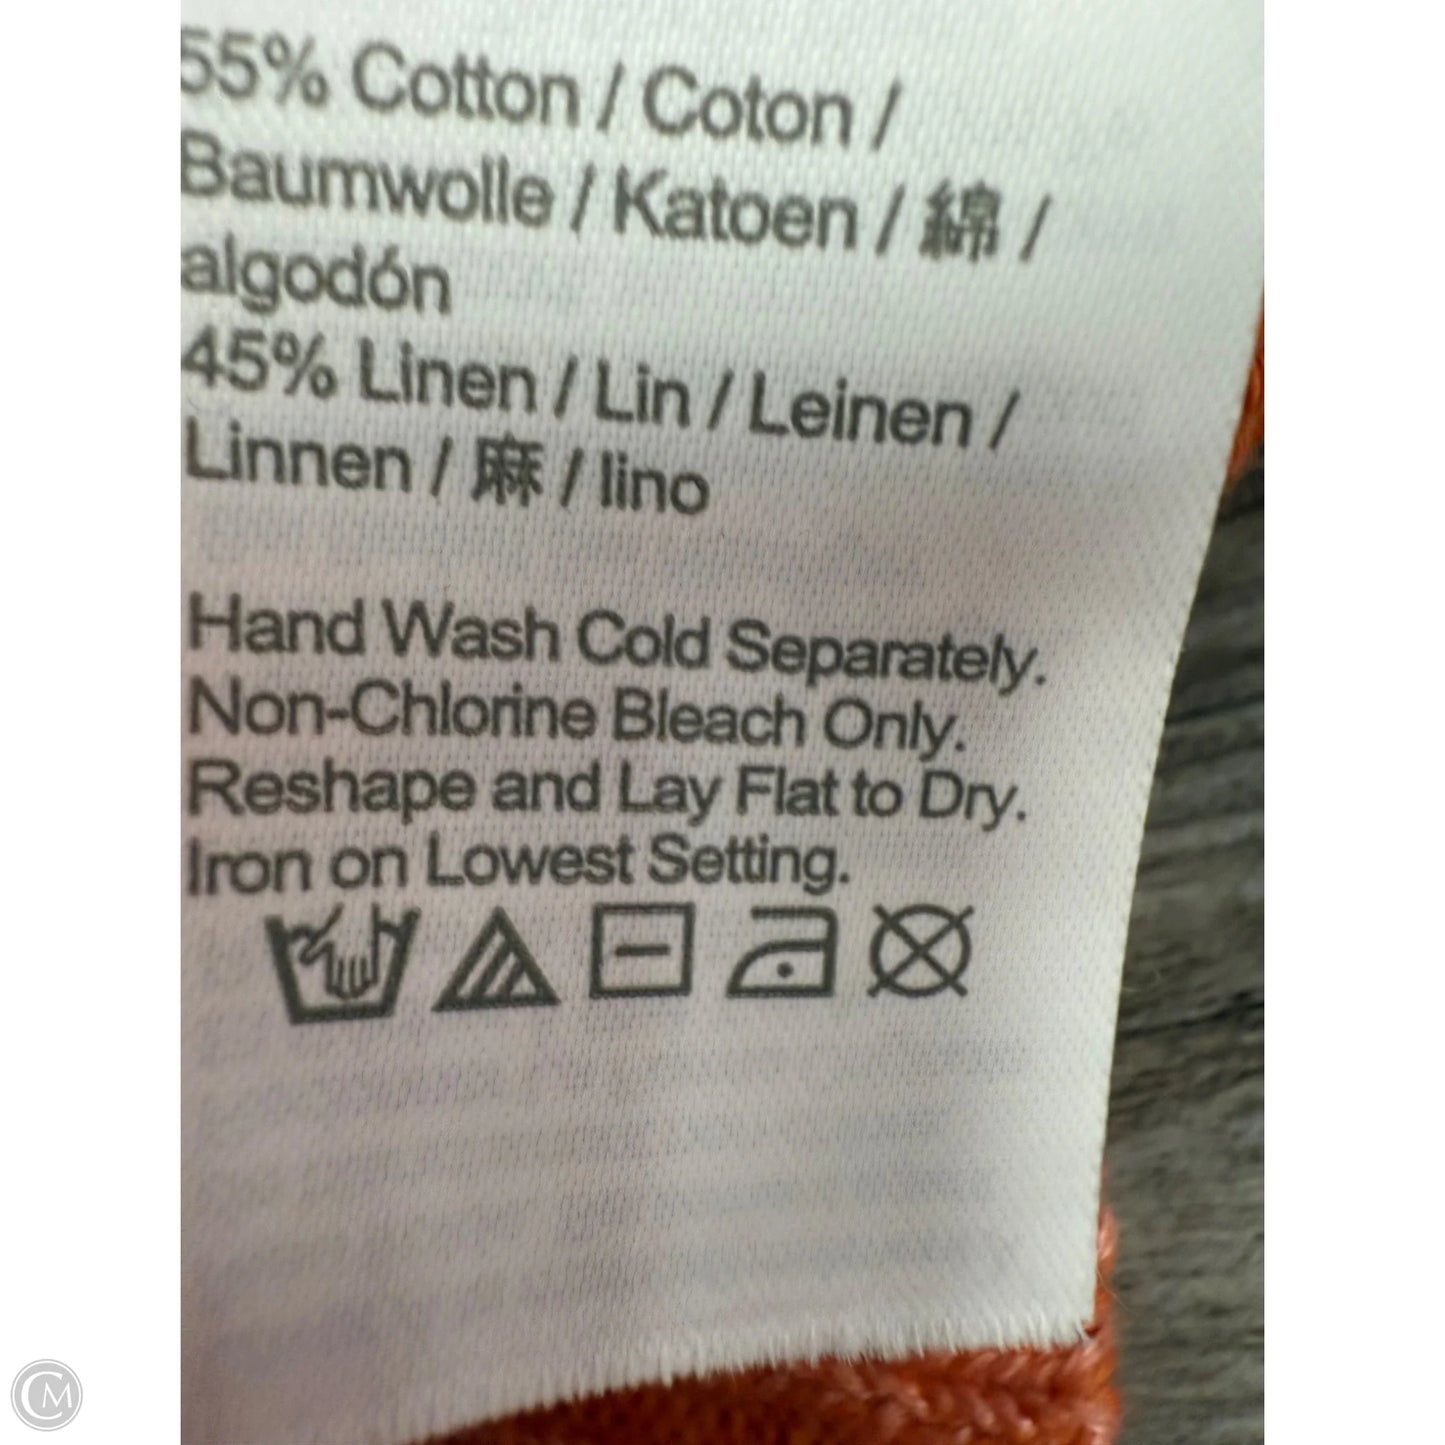 55% Cotton / Coton /
Baumwolle / Katoen / 綿 /
algodón
45% Linen / Lin / Leinen /
Linnen / 麻 / lino
Hand Wash Cold Separately.
Non-Chlorine Bleach Only.
Reshape and Lay Flat to Dry.
Iron on Lowest Setting.
CM